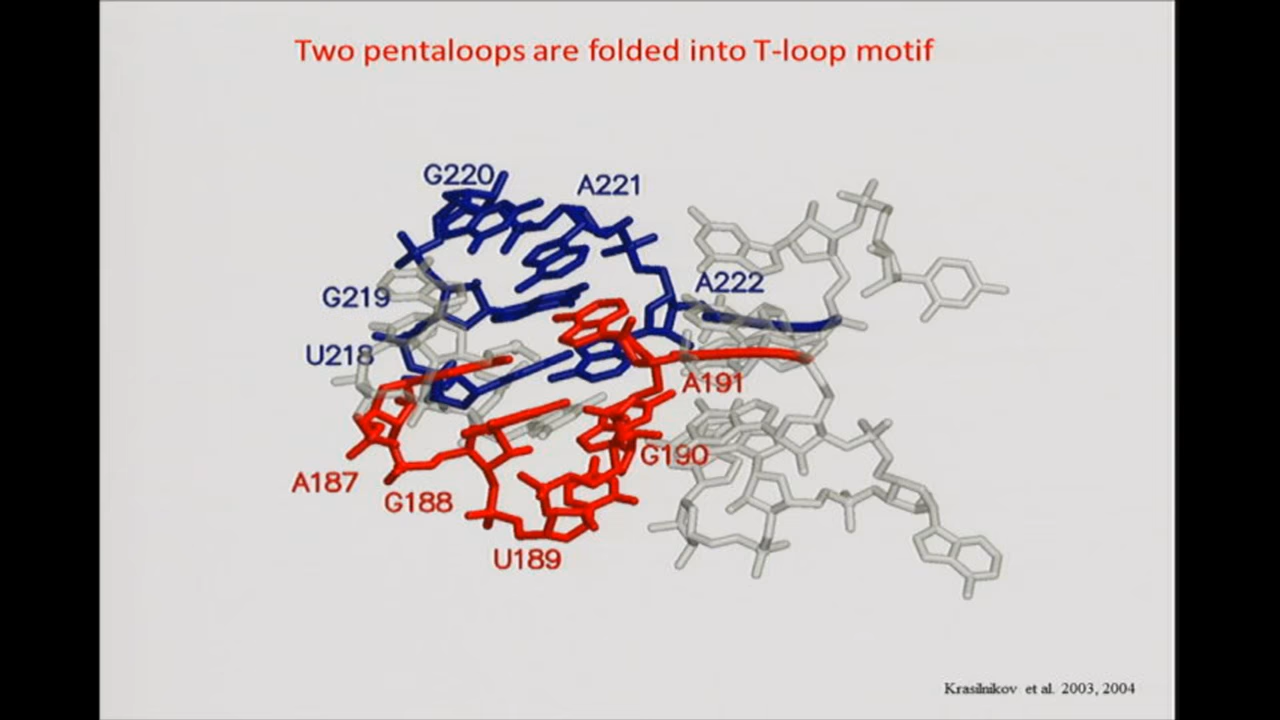 Two pentaloops are folded into T-loop motif
G220
A221
A222
G219
U218
A191
G190
A187
G188
U189
Krasilnikov et al. 2003, 2004